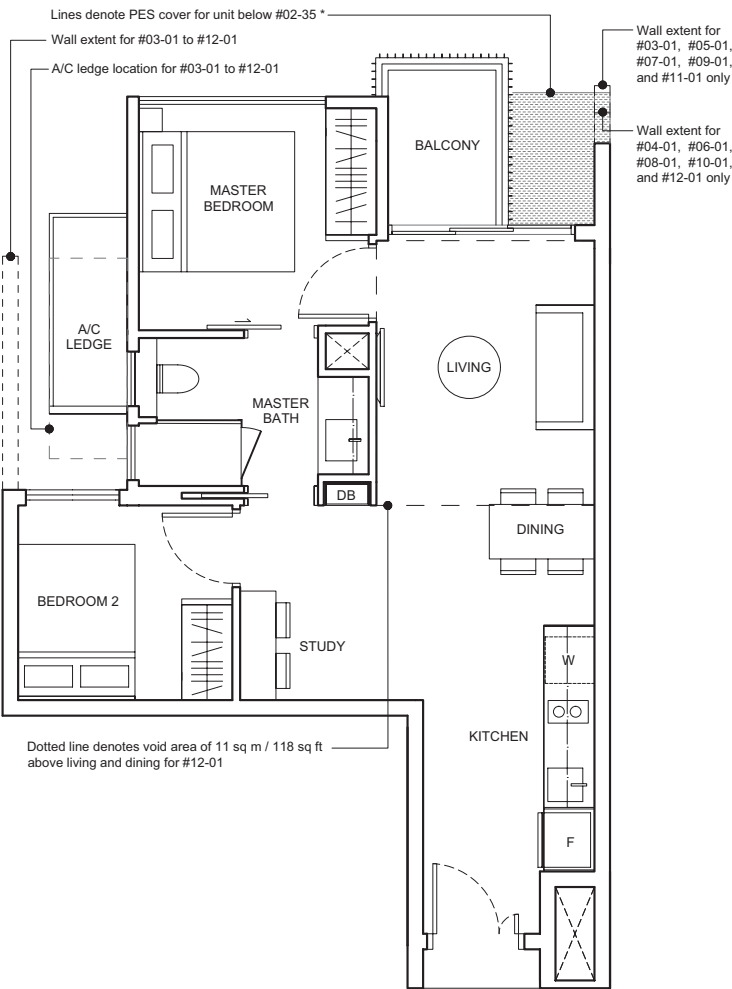 Lines denote PES cover for unit below #02-35 *
Wall extent for #03-01 to #12-01
A/C ledge location for #03-01 to #12-01
Wall extent for
#03-01, #05-01,
#07-01, #09-01,
and #11-01 only
Wall extent for
#04-01, #06-01,
#08-01, #10-01,
and #12-01 only
BALCONY
MASTER
BEDROOM
A/C
LEDGE
LIVING
MASTER
BATH
DB
DINING
BEDROOM 2
STUDY
W
KITCHEN
Dotted line denotes void area of 11 sq m / 118 sq ft
above living and dining for #12-01
F